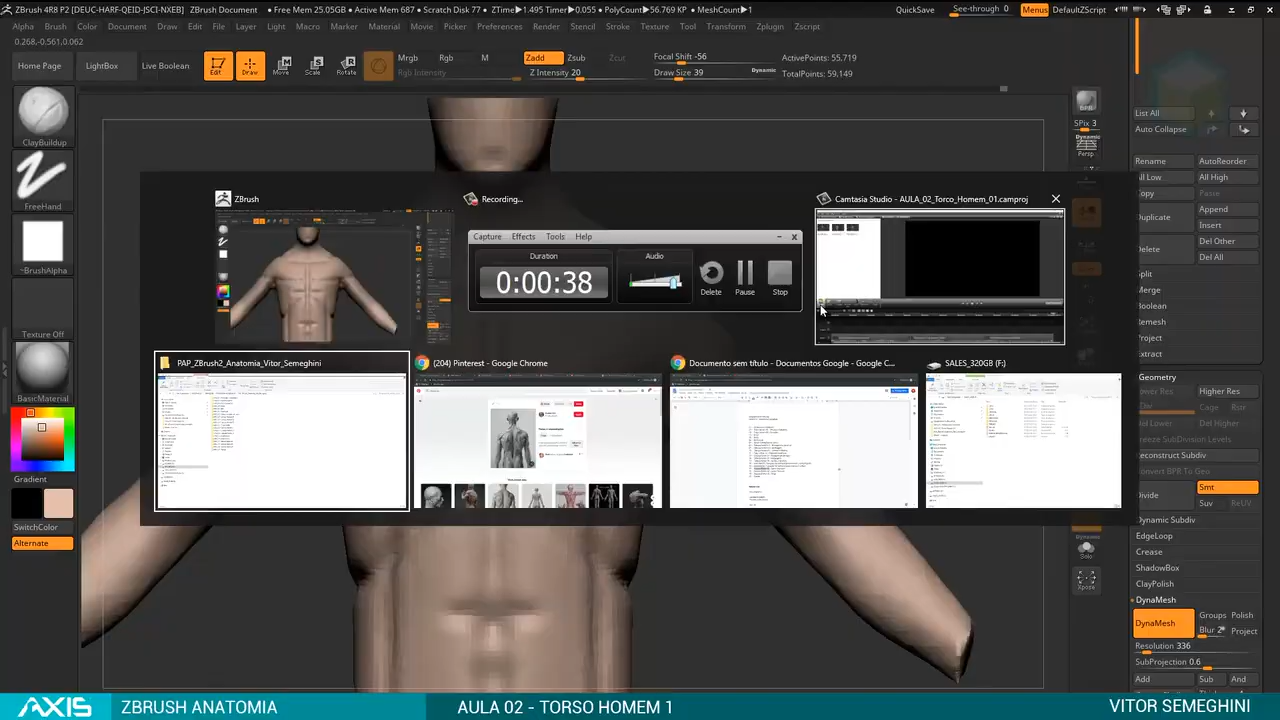 ZBrush 4R8 P2 [DEUC-HARF-QEID-JSCI-NXEB] ZBrush Document • Free Mem 25.05GB • Active Mem 687 • Scratch Disk 77 • ZTime▶1.495 Timer▶0.055 • PolyCount▶56.769 KP • MeshCount▶1 QuickSave See-through 0 Menus DefaultZScript
Alpha Brush Color Document Draw Edit File Layer Light Macro Marker Material Movie Picker Preferences Render Stencil Stroke Texture Tool Transform Zplugin Zscript
0.268,-0.561,0.062
Home Page LightBox Live Boolean Edit Draw Move Scale Rotate
Mrgb Rgb M Zadd Zsub Zcut Focal Shift -56 ActivePoints: 55.719
Rgb Intensity Z Intensity 20 Draw Size 39 Dynamic TotalPoints: 59.149
ClayBuildup
FreeHand
~BrushAlpha
Texture Off
Gradient
SwitchColor
Alternate
BPR
SPix 3
Dynamic
Persp
Solo
Xpose
ZBrush
Recording...
Camtasia Studio - AULA_02_Torco_Homem_01.camproj
Capture Effects Tools Help
Duration Audio
0:00:38
Delete Pause Stop
PAP_ZBrush2_Anatomia_Vitor_Semeghini
(204) Pinterest - Google Chrome
Documento sem título - Documentos Google - Google C...
SALES_320GB (F:)
List All
Auto Collapse
Rename AutoReorder
All Low All High
Copy Paste
Duplicate Append
Insert
Delete Del Other
Del All
Split
Merge
Boolean
Remesh
Project
Extract
Geometry
Lower Res Higher Res
Reconstruct Subdiv
Divide Smt
Suv ReUV
Dynamic Subdiv
EdgeLoop
Crease
ShadowBox
ClayPolish
DynaMesh
DynaMesh Groups Polish
Blur 2 Project
Resolution 336
SubProjection 0.6
Add Sub And
AXIS ZBRUSH ANATOMIA AULA 02 - TORSO HOMEM 1 VITOR SEMEGHINI